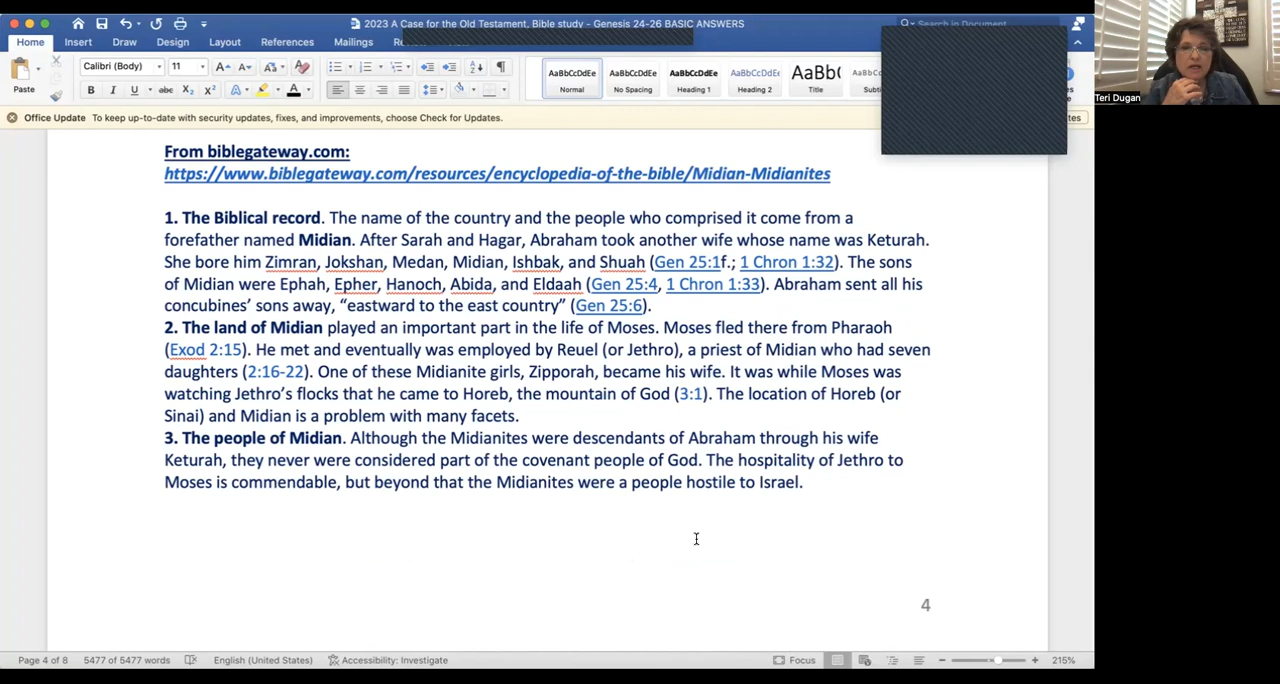 2023 A Case for the Old Testament, Bible study - Genesis 24-26 BASIC ANSWERS
Search in Document
Home Insert Draw Design Layout References Mailings
Paste
Calibri (Body) 11
AaBbCcDdEe AaBbCcDdEe AaBbCcDdEe AaBbCcDdEe AaBb( AaBbCcDdEe
Normal No Spacing Heading 1 Heading 2 Title
Teri Dugan
Office Update To keep up-to-date with security updates, fixes, and improvements, choose Check for Updates.
From biblegateway.com:
https://www.biblegateway.com/resources/encyclopedia-of-the-bible/Midian-Midianites
1. The Biblical record. The name of the country and the people who comprised it come from a
forefather named Midian. After Sarah and Hagar, Abraham took another wife whose name was Keturah.
She bore him Zimran, Jokshan, Medan, Midian, Ishbak, and Shuah (Gen 25:1f.; 1 Chron 1:32). The sons
of Midian were Ephah, Epher, Hanoch, Abida, and Eldaah (Gen 25:4, 1 Chron 1:33). Abraham sent all his
concubines’ sons away, “eastward to the east country” (Gen 25:6).
2. The land of Midian played an important part in the life of Moses. Moses fled there from Pharaoh
(Exod 2:15). He met and eventually was employed by Reuel (or Jethro), a priest of Midian who had seven
daughters (2:16-22). One of these Midianite girls, Zipporah, became his wife. It was while Moses was
watching Jethro’s flocks that he came to Horeb, the mountain of God (3:1). The location of Horeb (or
Sinai) and Midian is a problem with many facets.
3. The people of Midian. Although the Midianites were descendants of Abraham through his wife
Keturah, they never were considered part of the covenant people of God. The hospitality of Jethro to
Moses is commendable, but beyond that the Midianites were a people hostile to Israel.
4
Page 4 of 8 5477 of 5477 words English (United States) Accessibility: Investigate Focus 215%